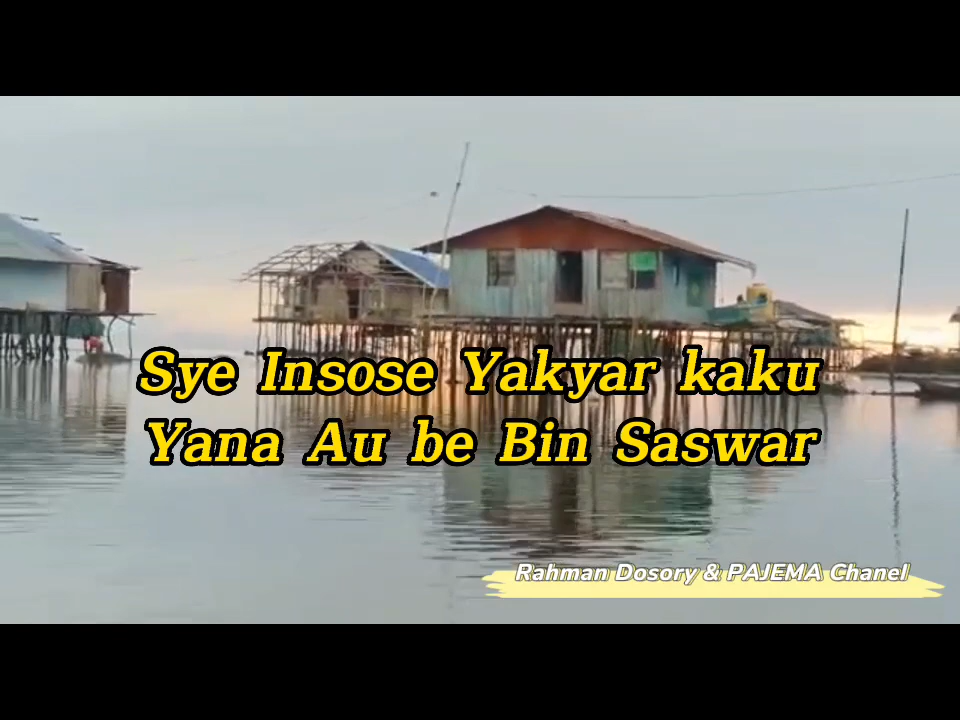 Sye Insose Yakyar kaku
Yana Au be Bin Saswar
Rahman Dosory & PAJEMA Chanel